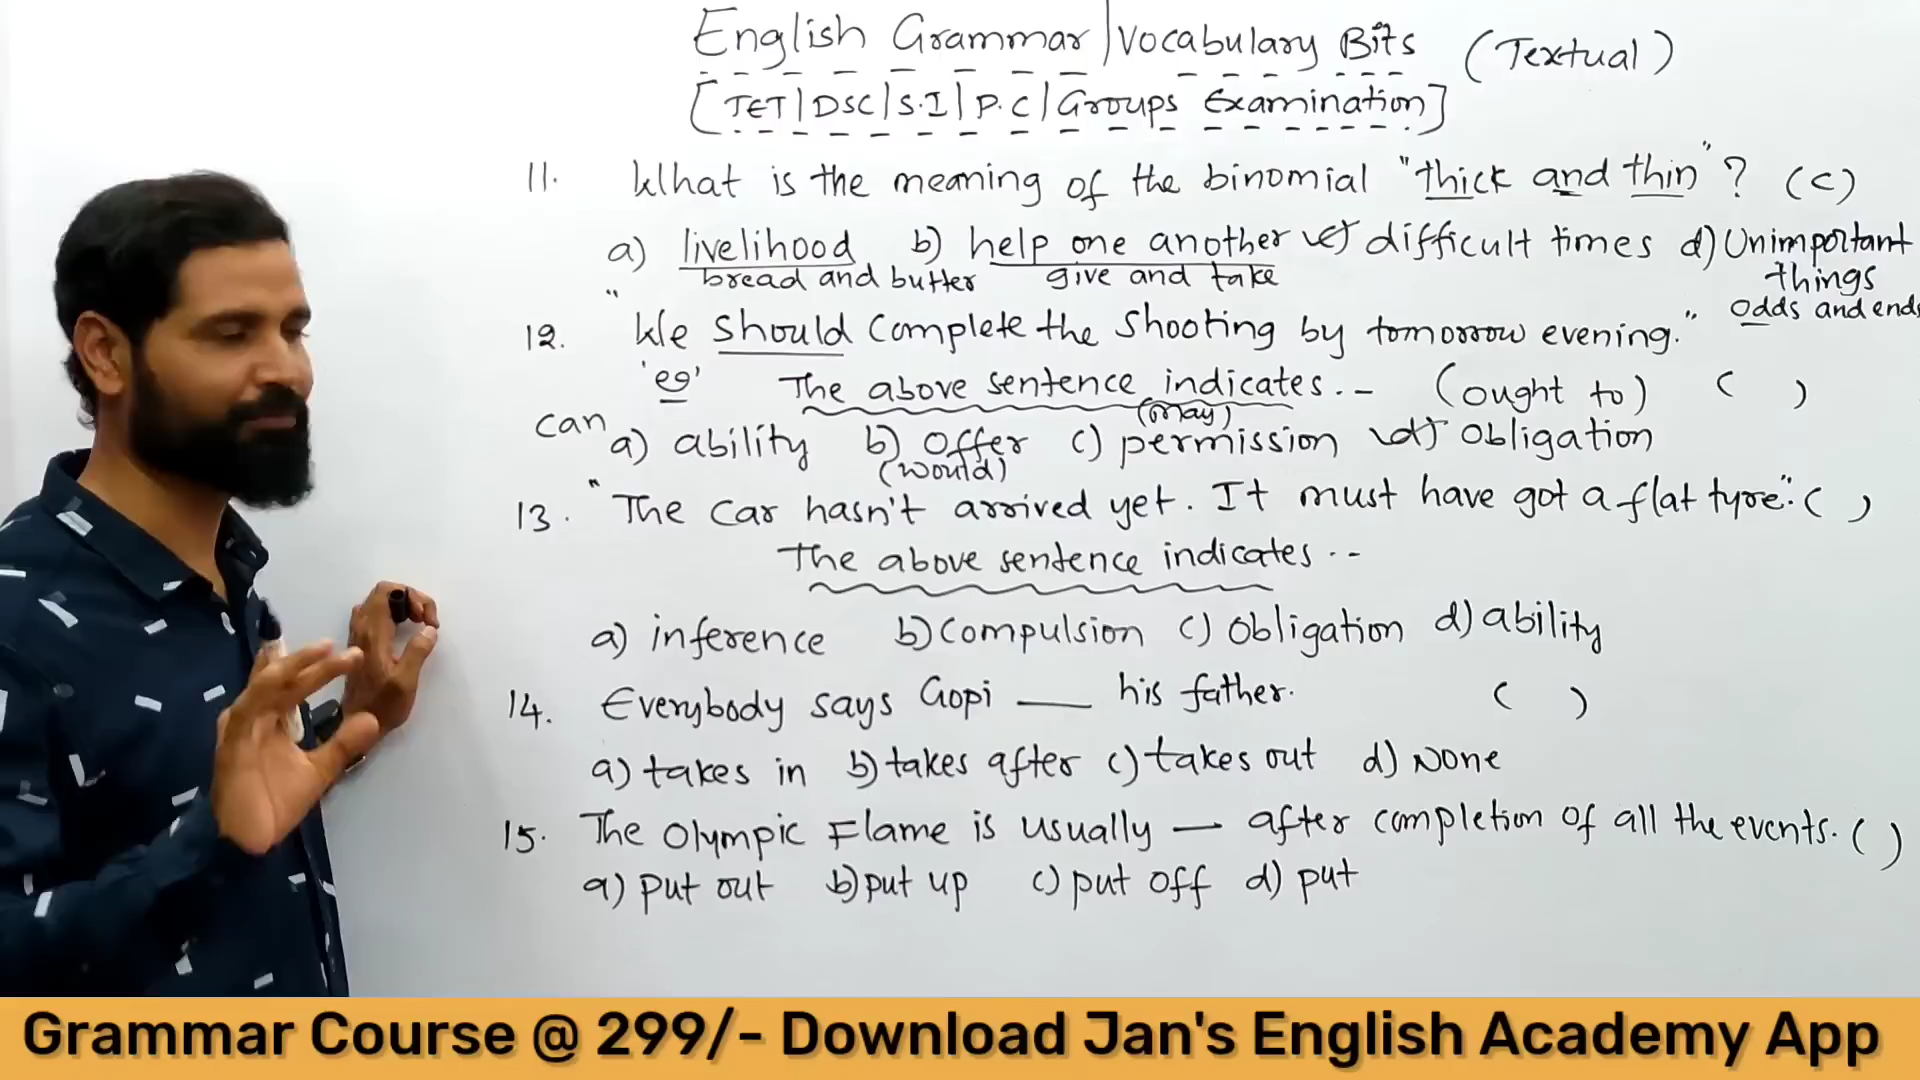 English Grammar | Vocabulary Bits (Textual)
[TET | DSC | S.I | P.C | Groups Examination]
11. What is the meaning of the binomial "thick and thin"? (c)
a) livelihood b) help one another c) difficult times d) Unimportant things
bread and butter give and take odds and ends
12. "We should complete the shooting by tomorrow evening."
'eg' The above sentence indicates.. (ought to) ( )
can (may)
a) ability b) offer c) permission d) obligation
(would)
13. "The car hasn't arrived yet. It must have got a flat tyre". ( )
The above sentence indicates..
a) inference b) compulsion c) obligation d) ability
14. Everybody says Gopi ___ his father. ( )
a) takes in b) takes after c) takes out d) None
15. The Olympic Flame is usually — after completion of all the events. ( )
a) put out b) put up c) put off d) put
Grammar Course @ 299/- Download Jan's English Academy App